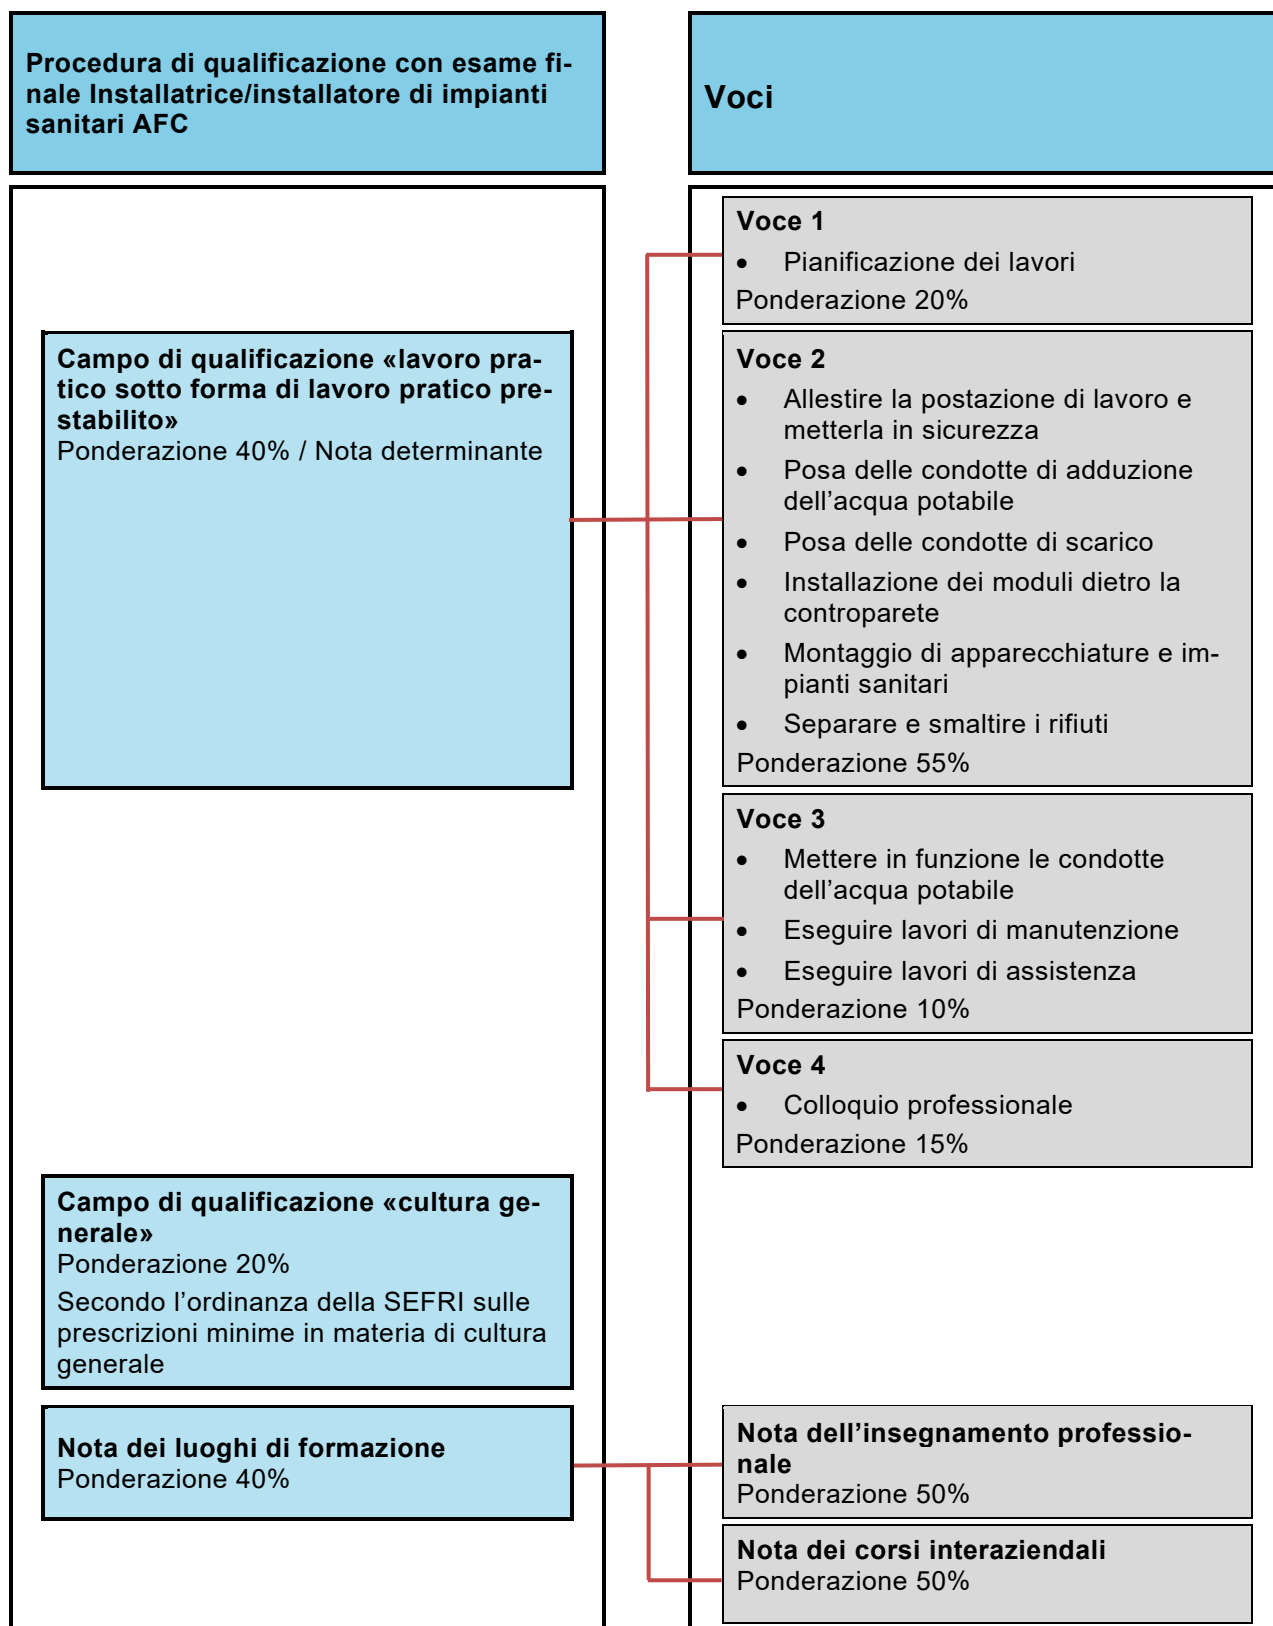 Procedura di qualificazione con esame fi-
nale Installatrice/installatore di impianti
sanitari AFC
Voci
Campo di qualificazione «lavoro pra-
tico sotto forma di lavoro pratico pre-
stabilito»
Ponderazione 40% / Nota determinante
Voce 1
• Pianificazione dei lavori
Ponderazione 20%
Voce 2
• Allestire la postazione di lavoro e
metterla in sicurezza
• Posa delle condotte di adduzione
dell’acqua potabile
• Posa delle condotte di scarico
• Installazione dei moduli dietro la
controparete
• Montaggio di apparecchiature e im-
pianti sanitari
• Separare e smaltire i rifiuti
Ponderazione 55%
Voce 3
• Mettere in funzione le condotte
dell’acqua potabile
• Eseguire lavori di manutenzione
• Eseguire lavori di assistenza
Ponderazione 10%
Voce 4
• Colloquio professionale
Ponderazione 15%
Campo di qualificazione «cultura ge-
nerale»
Ponderazione 20%
Secondo l’ordinanza della SEFRI sulle
prescrizioni minime in materia di cultura
generale
Nota dei luoghi di formazione
Ponderazione 40%
Nota dell’insegnamento professio-
nale
Ponderazione 50%
Nota dei corsi interaziendali
Ponderazione 50%